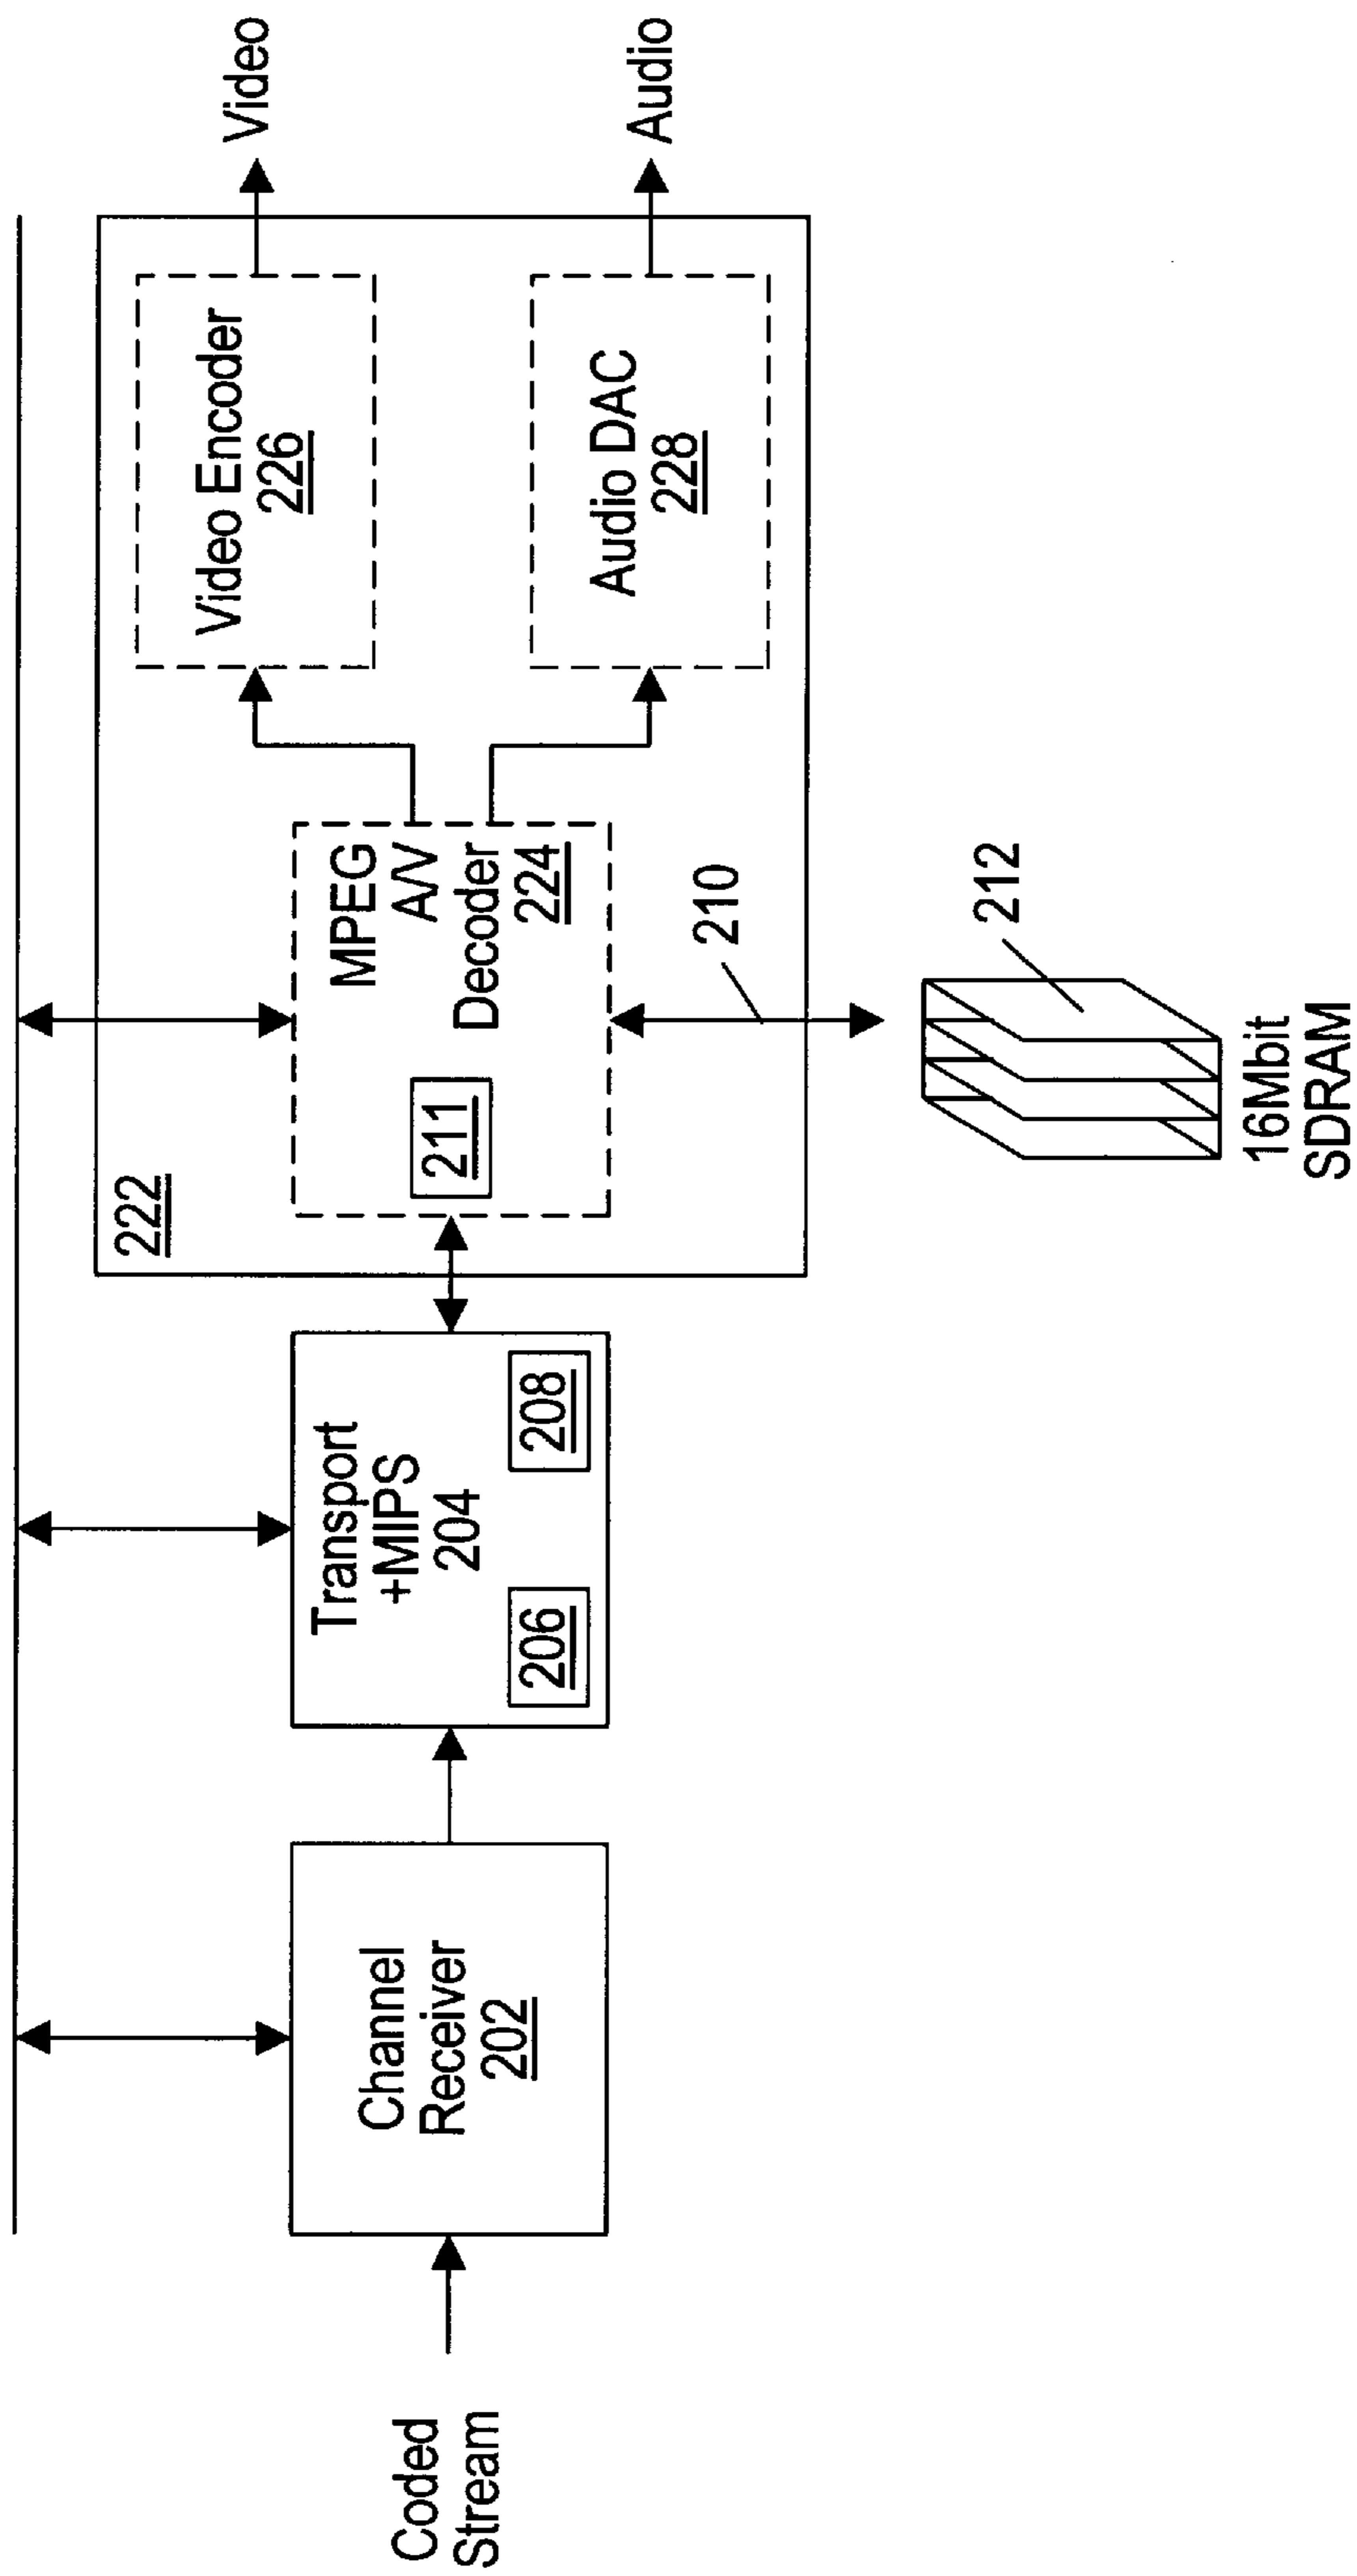 Coded
Stream
Channel
Receiver
202
Transport
+MIPS
204
206
208
222
MPEG
A/V
Decoder
224
211
210
212
16Mbit
SDRAM
Video Encoder
226
Audio DAC
228
Video
Audio